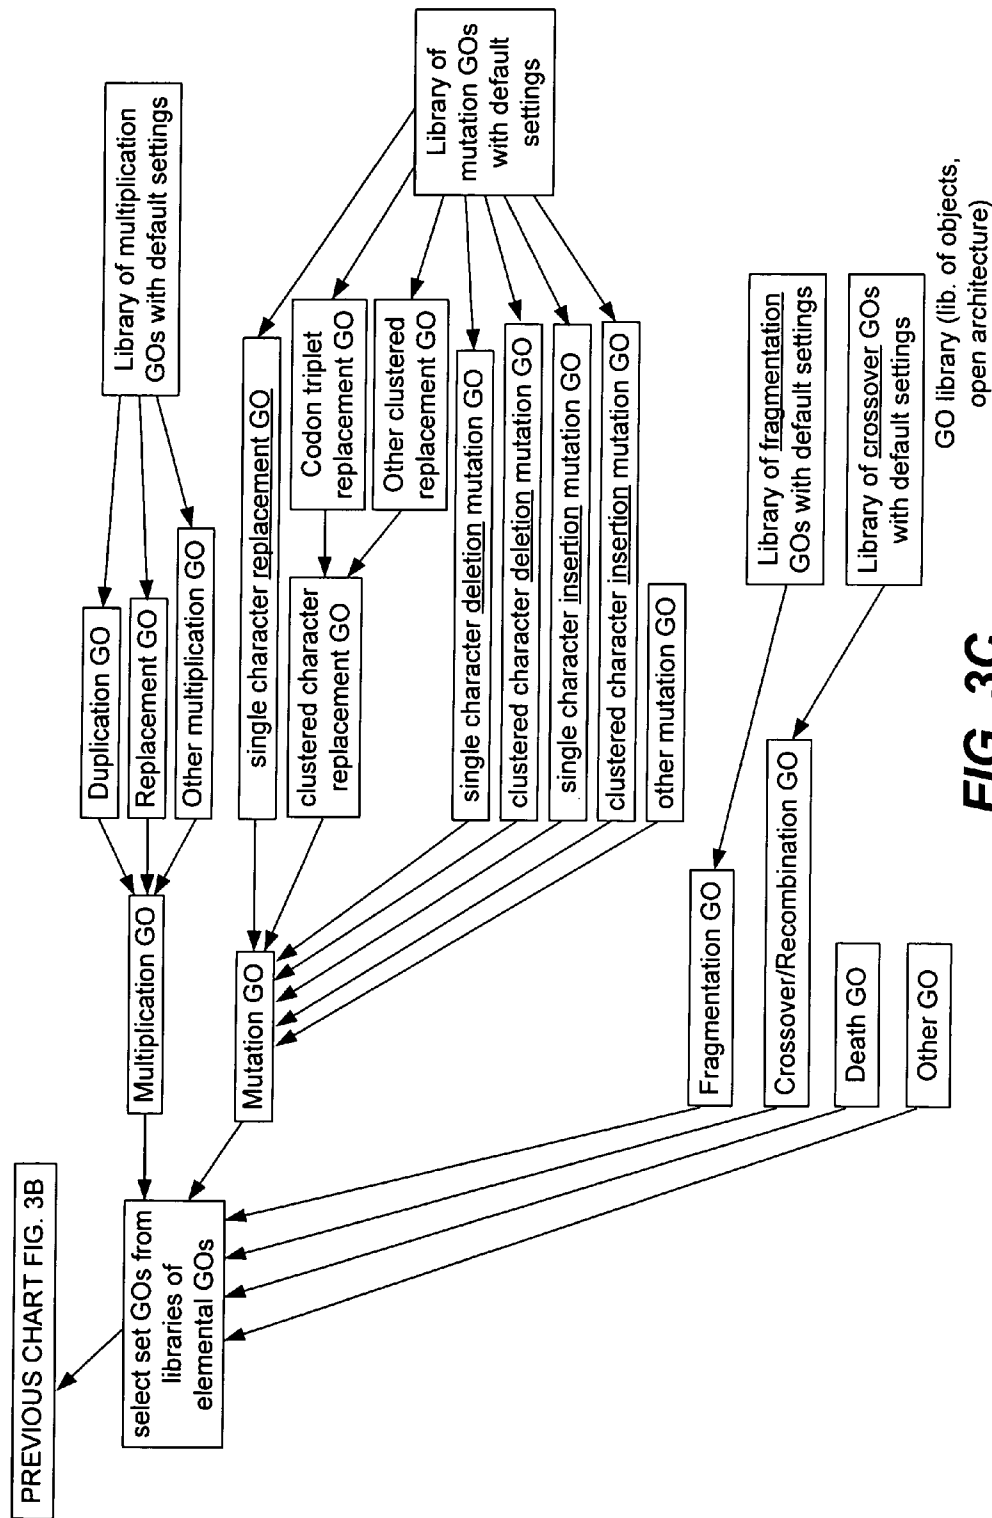 PREVIOUS CHART FIG. 3B
select set GOs from
libraries of
elemental GOs
Multiplication GO
Duplication GO
Replacement GO
Other multiplication GO
Library of multiplication
GOs with default settings
Mutation GO
single character replacement GO
clustered character
replacement GO
Codon triplet
replacement GO
Other clustered
replacement GO
single character deletion mutation GO
clustered character deletion mutation GO
single character insertion mutation GO
clustered character insertion mutation GO
other mutation GO
Library of
mutation GOs
with default
settings
Fragmentation GO
Crossover/Recombination GO
Death GO
Other GO
Library of fragmentation
GOs with default settings
Library of crossover GOs
with default settings
GO library (lib. of objects,
open architecture)
FIG. 3C